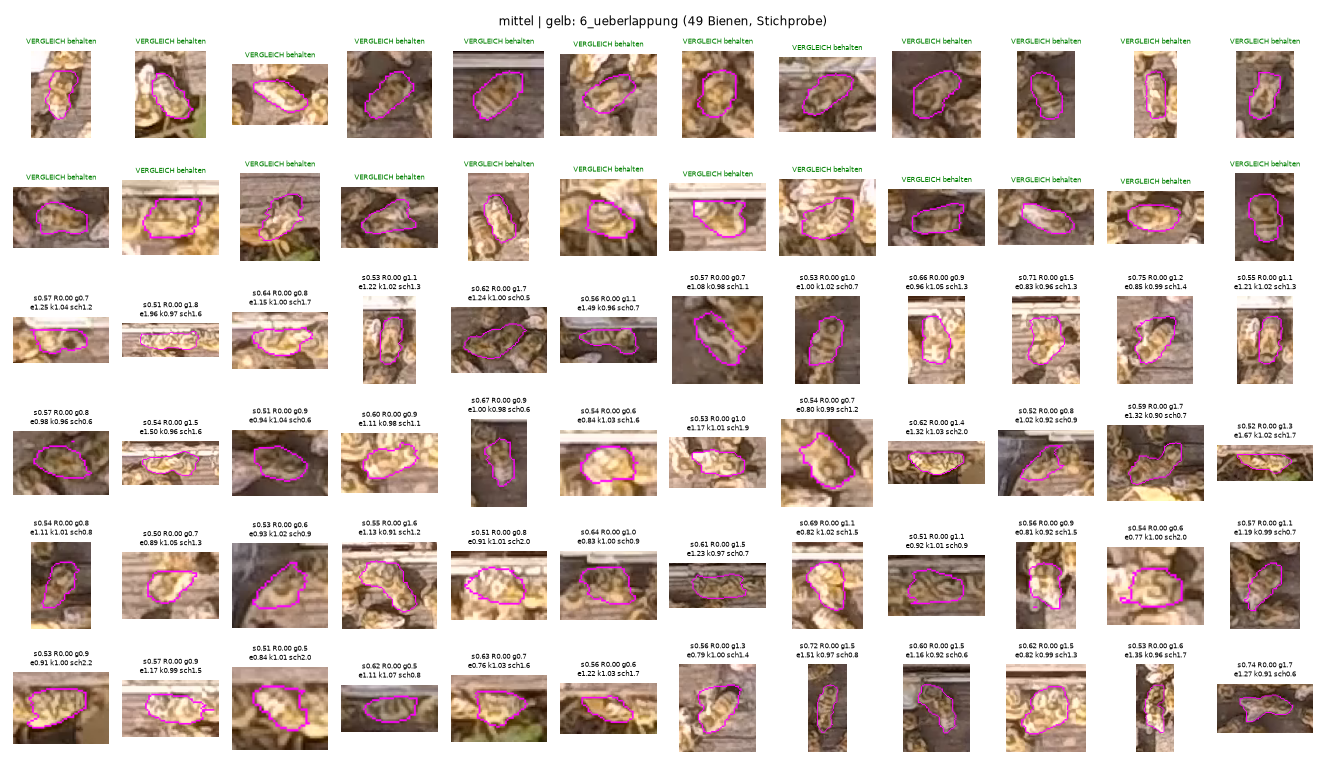 mittel | gelb: 6_ueberlappung (49 Bienen, Stichprobe)
VERGLEICH behalten VERGLEICH behalten VERGLEICH behalten VERGLEICH behalten VERGLEICH behalten VERGLEICH behalten VERGLEICH behalten VERGLEICH behalten VERGLEICH behalten VERGLEICH behalten VERGLEICH behalten VERGLEICH behalten
VERGLEICH behalten VERGLEICH behalten VERGLEICH behalten VERGLEICH behalten VERGLEICH behalten VERGLEICH behalten VERGLEICH behalten VERGLEICH behalten VERGLEICH behalten VERGLEICH behalten VERGLEICH behalten VERGLEICH behalten
s0.57 R0.00 g0.7
e1.25 k1.04 sch1.2
s0.51 R0.00 g1.8
e1.96 k0.97 sch1.6
s0.64 R0.00 g0.8
e1.15 k1.00 sch1.7
s0.53 R0.00 g1.1
e1.22 k1.02 sch1.3
s0.62 R0.00 g1.7
e1.24 k1.00 sch0.5
s0.56 R0.00 g1.1
e1.49 k0.96 sch0.7
s0.57 R0.00 g0.7
e1.08 k0.98 sch1.1
s0.53 R0.00 g1.0
e1.00 k1.02 sch0.7
s0.66 R0.00 g0.9
e0.96 k1.05 sch1.3
s0.71 R0.00 g1.5
e0.83 k0.96 sch1.3
s0.75 R0.00 g1.2
e0.85 k0.99 sch1.4
s0.55 R0.00 g1.1
e1.21 k1.02 sch1.3
s0.57 R0.00 g0.8
e0.98 k0.96 sch0.6
s0.54 R0.00 g1.5
e1.50 k0.96 sch1.6
s0.51 R0.00 g0.9
e0.94 k1.04 sch0.6
s0.60 R0.00 g0.9
e1.11 k0.98 sch1.1
s0.67 R0.00 g0.9
e1.00 k0.98 sch0.6
s0.54 R0.00 g0.6
e0.84 k1.03 sch1.6
s0.53 R0.00 g1.0
e1.17 k1.01 sch1.9
s0.54 R0.00 g0.7
e0.80 k0.99 sch1.2
s0.62 R0.00 g1.4
e1.32 k1.03 sch2.0
s0.52 R0.00 g0.8
e1.02 k0.92 sch0.9
s0.59 R0.00 g1.7
e1.32 k0.90 sch0.7
s0.52 R0.00 g1.3
e1.67 k1.02 sch1.7
s0.54 R0.00 g0.8
e1.11 k1.01 sch0.8
s0.50 R0.00 g0.7
e0.89 k1.05 sch1.3
s0.53 R0.00 g0.6
e0.93 k1.02 sch0.9
s0.55 R0.00 g1.6
e1.13 k0.91 sch1.2
s0.51 R0.00 g0.8
e0.91 k1.01 sch2.0
s0.64 R0.00 g1.0
e0.83 k1.00 sch0.9
s0.61 R0.00 g1.5
e1.23 k0.97 sch0.7
s0.69 R0.00 g1.1
e0.82 k1.02 sch1.5
s0.51 R0.00 g1.1
e0.92 k1.01 sch0.9
s0.56 R0.00 g0.9
e0.81 k0.92 sch1.5
s0.54 R0.00 g0.6
e0.77 k1.00 sch2.0
s0.57 R0.00 g1.1
e1.19 k0.99 sch0.7
s0.53 R0.00 g0.9
e0.91 k1.00 sch2.2
s0.57 R0.00 g0.9
e1.17 k0.99 sch1.5
s0.51 R0.00 g0.5
e0.84 k1.01 sch2.0
s0.62 R0.00 g0.5
e1.11 k1.07 sch0.8
s0.63 R0.00 g0.7
e0.76 k1.03 sch1.6
s0.56 R0.00 g0.6
e1.22 k1.03 sch1.7
s0.56 R0.00 g1.3
e0.79 k1.00 sch1.4
s0.72 R0.00 g1.5
e1.51 k0.97 sch0.8
s0.60 R0.00 g1.5
e1.16 k0.92 sch0.6
s0.62 R0.00 g1.5
e0.82 k0.99 sch1.3
s0.53 R0.00 g1.6
e1.35 k0.96 sch1.7
s0.74 R0.00 g1.7
e1.27 k0.91 sch0.6